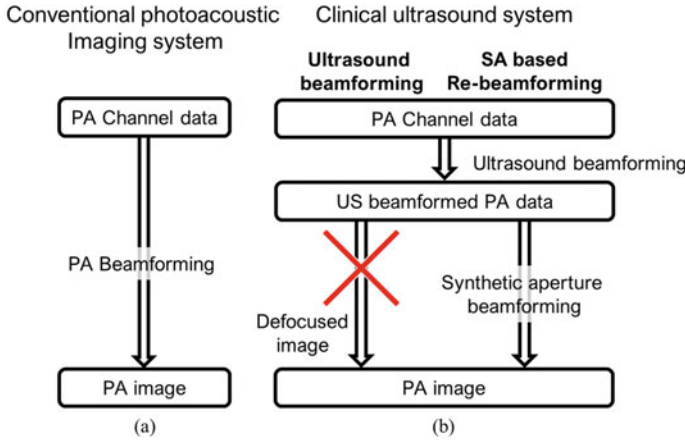 Conventional photoacoustic
Imaging system
PA Channel data
PA Beamforming
PA image
(a)
Clinical ultrasound system
Ultrasound
beamforming
SA based
Re-beamforming
PA Channel data
Ultrasound beamforming
US beamformed PA data
Defocused
image
Synthetic aperture
beamforming
PA image
(b)